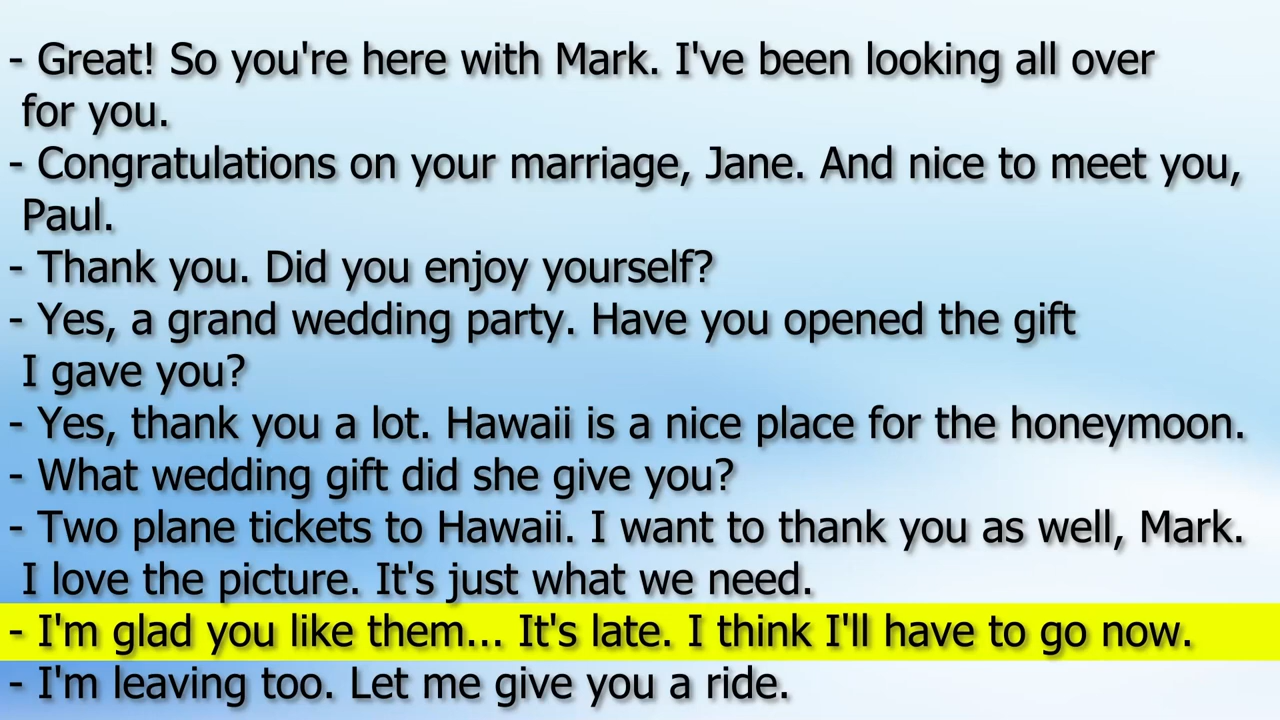 - Great! So you're here with Mark. I've been looking all over
for you.
- Congratulations on your marriage, Jane. And nice to meet you,
Paul.
- Thank you. Did you enjoy yourself?
- Yes, a grand wedding party. Have you opened the gift
I gave you?
- Yes, thank you a lot. Hawaii is a nice place for the honeymoon.
- What wedding gift did she give you?
- Two plane tickets to Hawaii. I want to thank you as well, Mark.
I love the picture. It's just what we need.
- I'm glad you like them... It's late. I think I'll have to go now.
- I'm leaving too. Let me give you a ride.